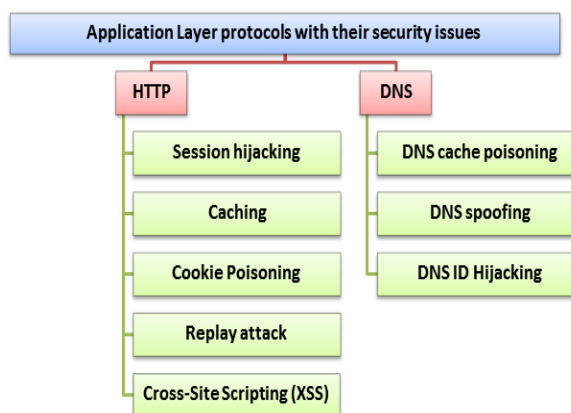 Application Layer protocols with their security issues
HTTP
Session hijacking
Caching
Cookie Poisoning
Replay attack
Cross-Site Scripting (XSS)
DNS
DNS cache poisoning
DNS spoofing
DNS ID Hijacking